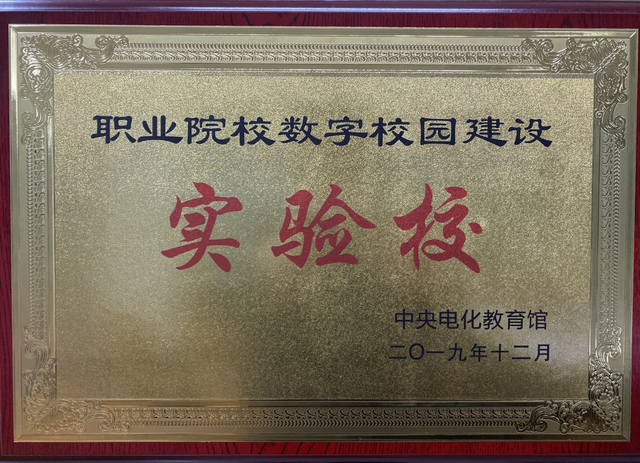 职业院校数字校园建设
实验校
中央电化教育馆
二〇一九年十二月